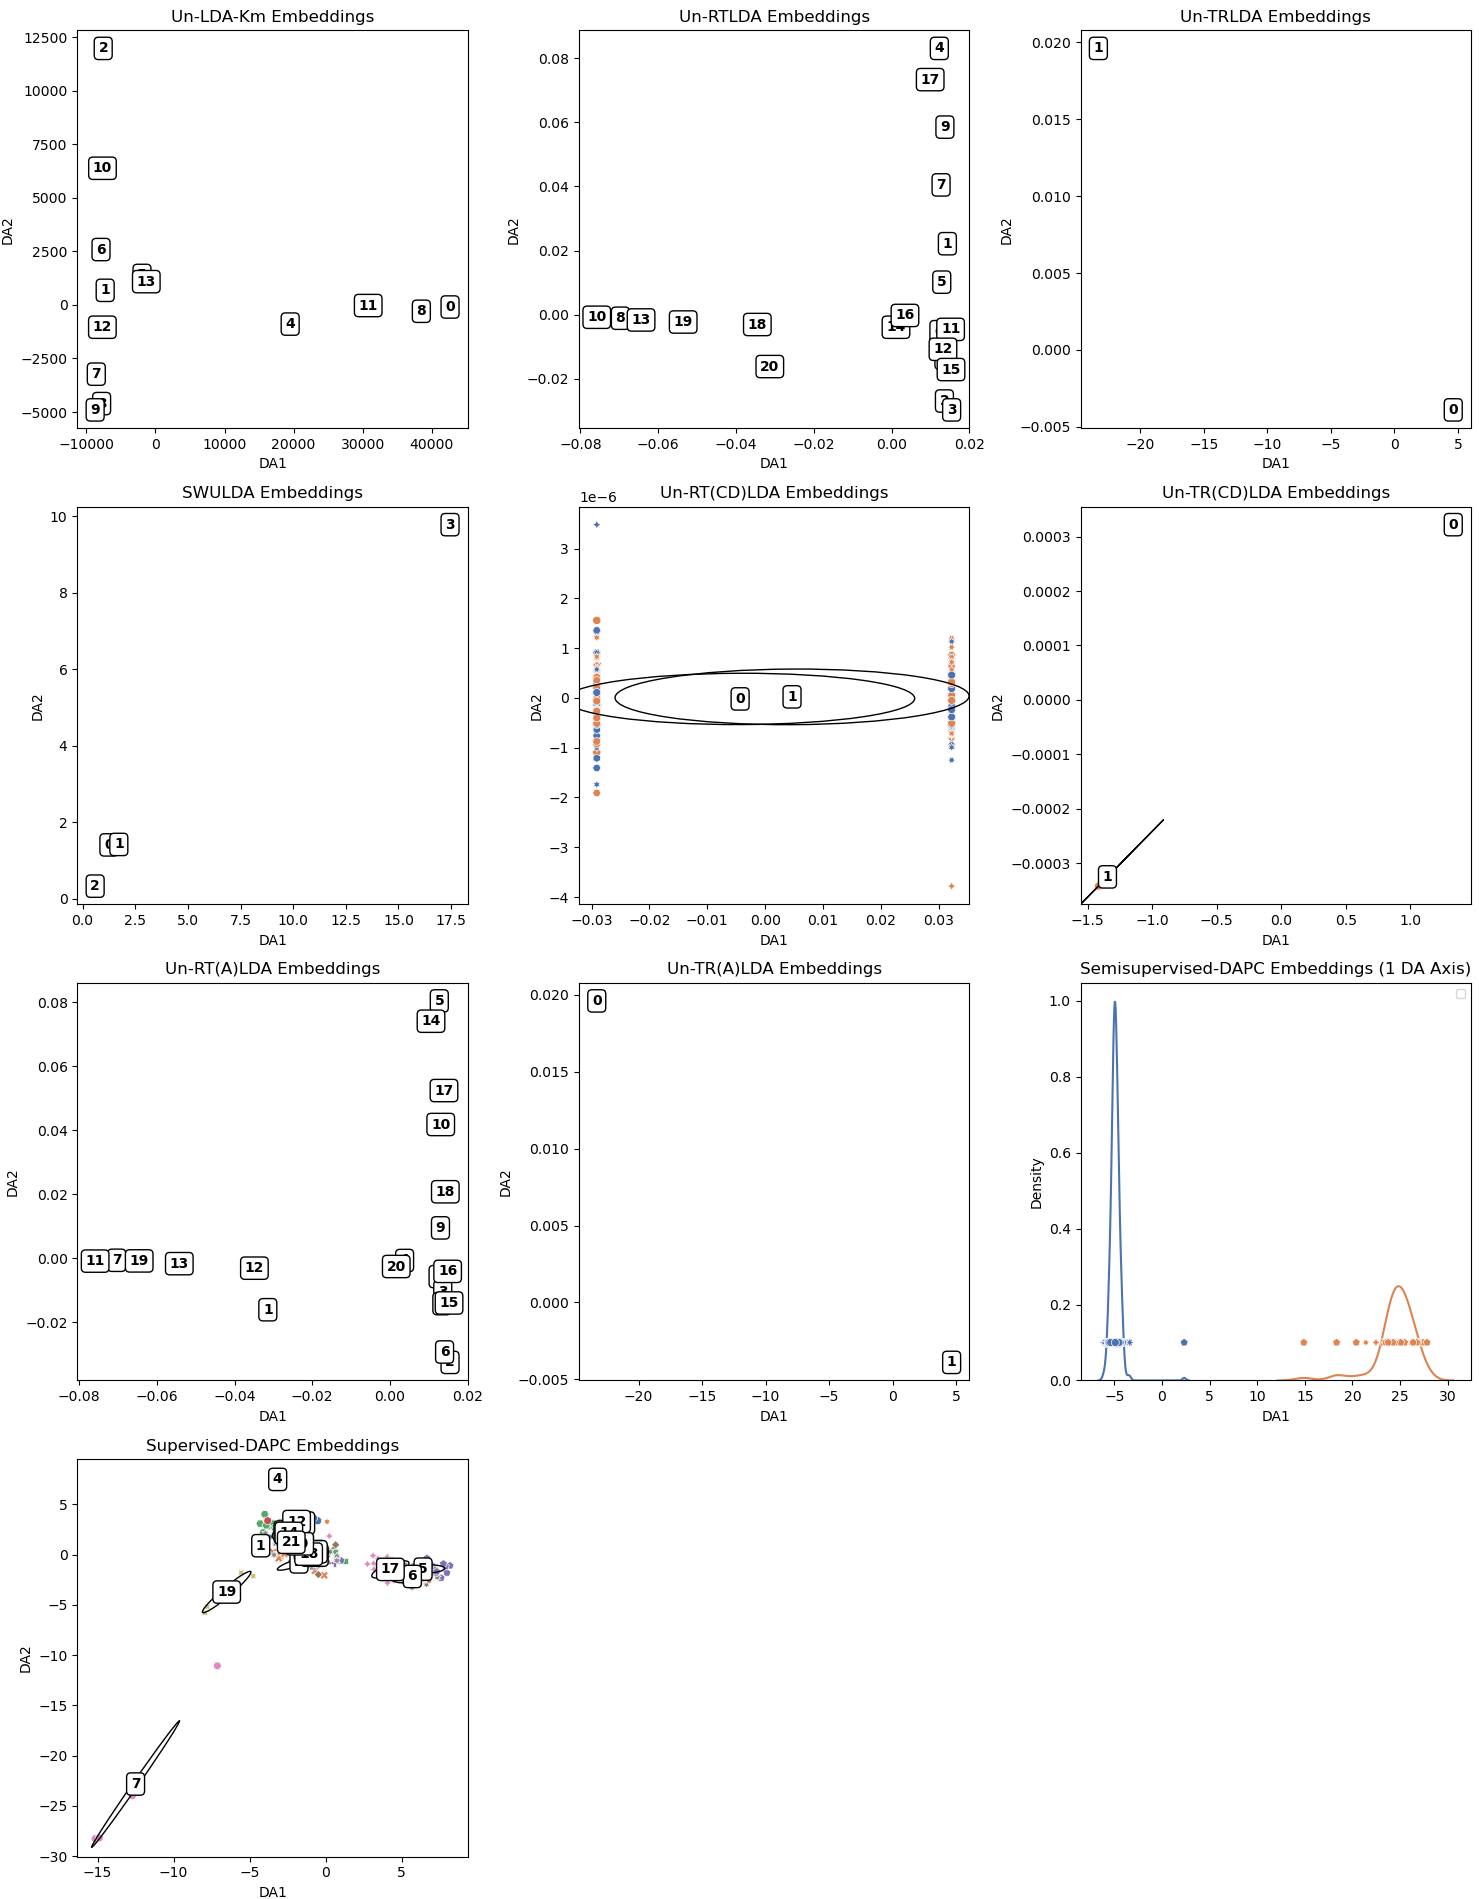 Un-LDA-Km Embeddings
12500
10000
7500
5000
2500
0
−2500
−5000
DA2
2
10
6
1
13
12
7
9
4
11
8
0
−10000 0 10000 20000 30000 40000
DA1
Un-RTLDA Embeddings
0.08
0.06
0.04
0.02
0.00
−0.02
DA2
4
17
9
7
1
5
10 8 13 19 18 14 16 11
12
20 15
2
3
−0.08 −0.06 −0.04 −0.02 0.00 0.02
DA1
Un-TRLDA Embeddings
0.020
0.015
0.010
0.005
0.000
−0.005
DA2
1
0
−20 −15 −10 −5 0 5
DA1
SWULDA Embeddings
10
8
6
4
2
0
DA2
3
1
2
0.0 2.5 5.0 7.5 10.0 12.5 15.0 17.5
DA1
Un-RT(CD)LDA Embeddings
1e−6
3
2
1
0
−1
−2
−3
−4
DA2
0 1
−0.03 −0.02 −0.01 0.00 0.01 0.02 0.03
DA1
Un-TR(CD)LDA Embeddings
0.0003
0.0002
0.0001
0.0000
−0.0001
−0.0002
−0.0003
DA2
0
1
−1.5 −1.0 −0.5 0.0 0.5 1.0
DA1
Un-RT(A)LDA Embeddings
0.08
0.06
0.04
0.02
0.00
−0.02
DA2
5
14
17
10
18
9
11 7 19 13 12 20 16
15
1
6
2
−0.08 −0.06 −0.04 −0.02 0.00 0.02
DA1
Un-TR(A)LDA Embeddings
0.020
0.015
0.010
0.005
0.000
−0.005
DA2
0
1
−20 −15 −10 −5 0 5
DA1
Semisupervised-DAPC Embeddings (1 DA Axis)
1.0
0.8
0.6
0.4
0.2
0.0
Density
−5 0 5 10 15 20 25 30
DA1
Supervised-DAPC Embeddings
5
0
−5
−10
−15
−20
−25
−30
DA2
4
12
14
21
1
17 5
6
19
7
−15 −10 −5 0 5
DA1